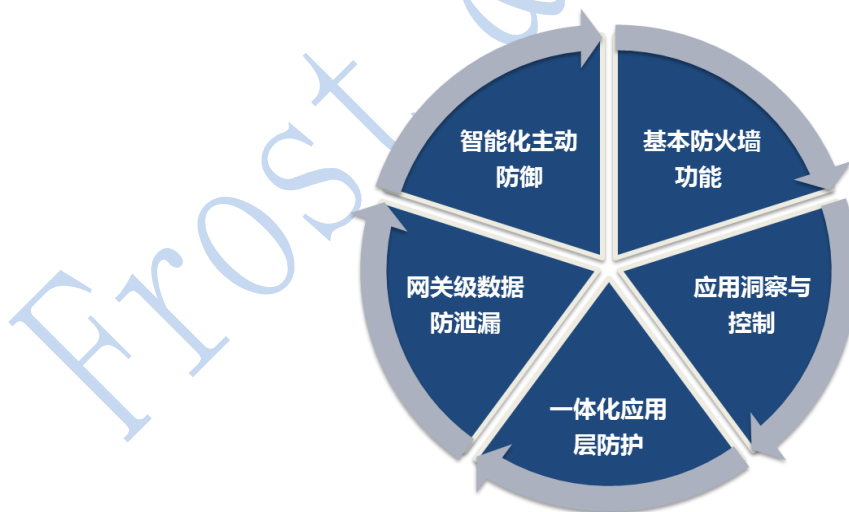 智能化主动
防御
基本防火墙
功能
应用洞察与
控制
一体化应用
层防护
网关级数据
防泄漏
Frost &